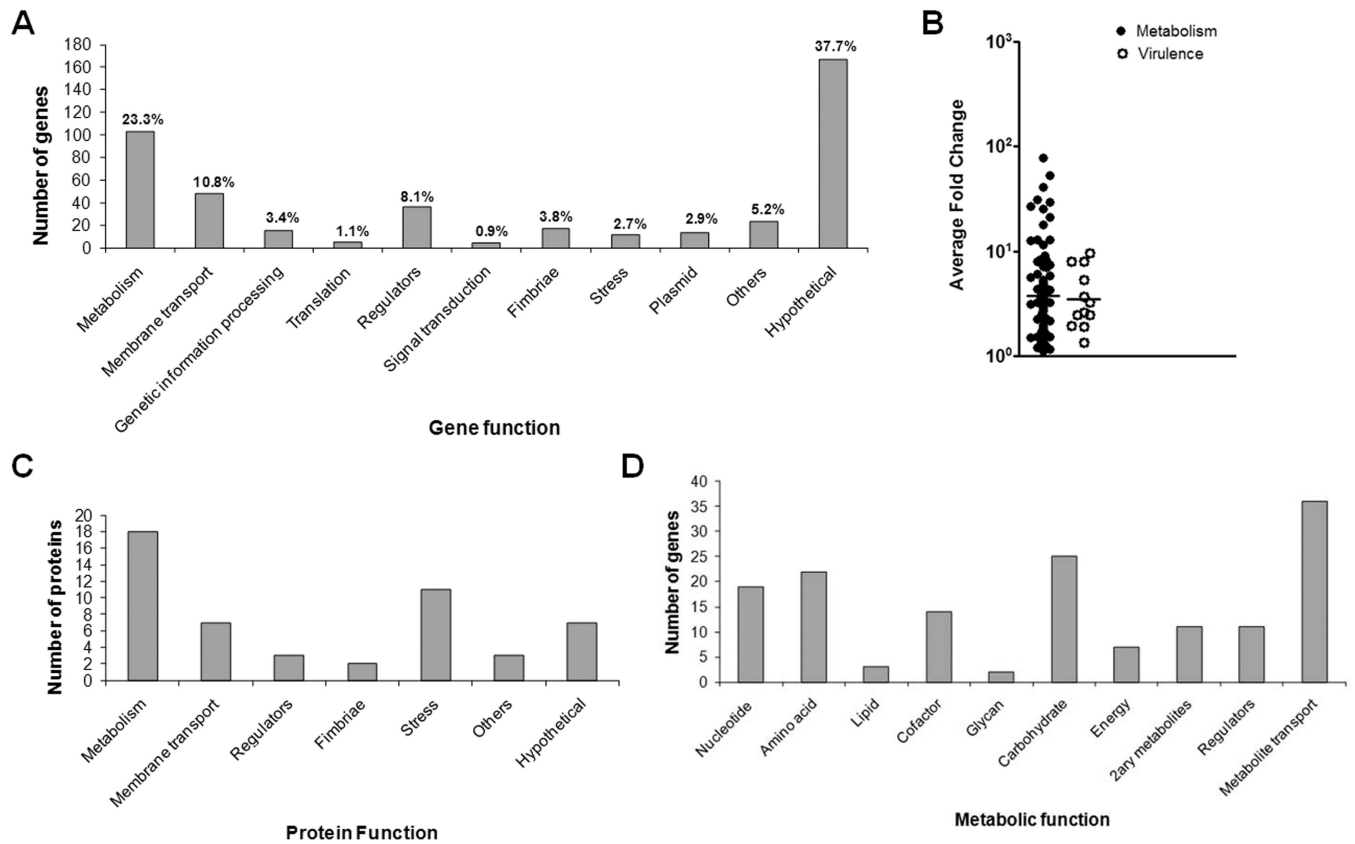 A
Number of genes
180
160
140
120
100
80
60
40
20
0
23.3%
10.8%
3.4%
1.1%
8.1%
0.9%
3.8%
2.7%
2.9%
5.2%
37.7%
Metabolism
Membrane transport
Genetic information processing
Translation
Regulators
Signal transduction
Fimbriae
Stress
Plasmid
Others
Hypothetical
Gene function
B
Average Fold Change
10³
10²
10¹
10⁰
Metabolism
Virulence
C
Number of proteins
20
18
16
14
12
10
8
6
4
2
0
Metabolism
Membrane transport
Regulators
Fimbriae
Stress
Others
Hypothetical
Protein Function
D
Number of genes
40
35
30
25
20
15
10
5
0
Nucleotide
Amino acid
Lipid
Cofactor
Glycan
Carbohydrate
Energy
2ary metabolites
Regulators
Metabolite transport
Metabolic function